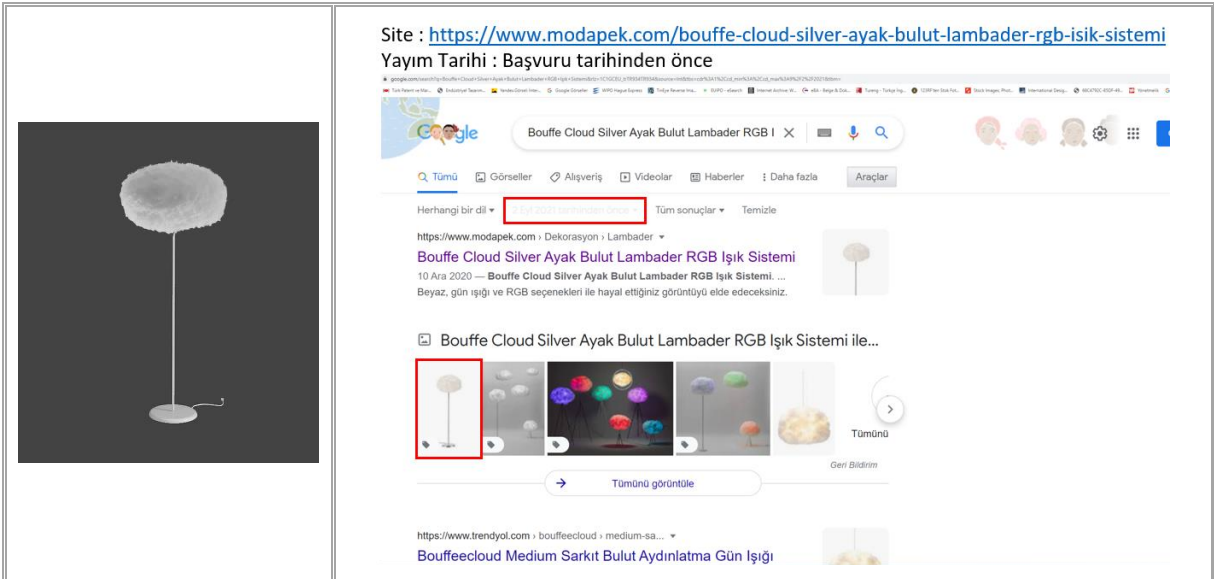 Site : https://www.modapek.com/bouffe-cloud-silver-ayak-bulut-lambader-rgb-isik-sistemi
Yayım Tarihi : Başvuru tarihinden önce
Google
Bouffe Cloud Silver Ayak Bulut Lambader RGB I
Tümü Görseller Alışveriş Videolar Haberler Daha fazla Araçlar
Herhangi bir dil 2021 tarihinden önce Tüm sonuçlar Temizle
https://www.modapek.com › Dekorasyon › Lambader
Bouffe Cloud Silver Ayak Bulut Lambader RGB Işık Sistemi
10 Ara 2020 — Bouffe Cloud Silver Ayak Bulut Lambader RGB Işık Sistemi. ...
Beyaz, gün ışığı ve RGB seçenekleri ile hayal ettiğiniz görüntüyü elde edeceksiniz.
Bouffe Cloud Silver Ayak Bulut Lambader RGB Işık Sistemi ile...
Tümünü
Geri Bildirim
Tümünü görüntüle
https://www.trendyol.com › bouffeecloud › medium-sa...
Bouffeecloud Medium Sarkıt Bulut Aydınlatma Gün Işığı